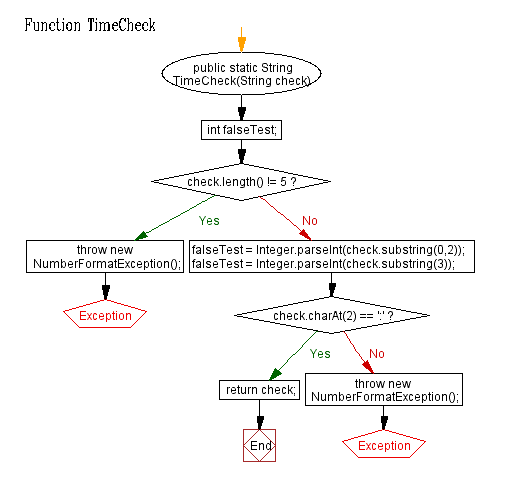 Function TimeCheck
public static String
TimeCheck(String check)
int falseTest;
check.length() != 5 ?
Yes
No
throw new
NumberFormatException();
falseTest = Integer.parseInt(check.substring(0,2));
falseTest = Integer.parseInt(check.substring(3));
Exception
check.charAt(2) == ':' ?
Yes
No
return check;
throw new
NumberFormatException();
End
Exception